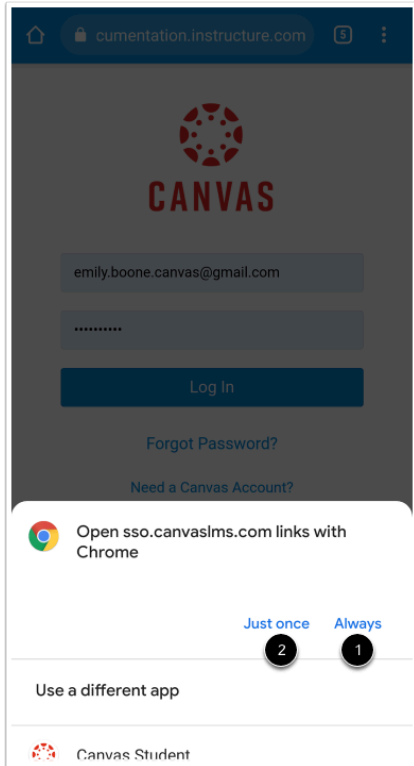 cumentation.instructure.com
5
CANVAS
emily.boone.canvas@gmail.com
••••••••••
Log In
Forgot Password?
Need a Canvas Account?
Open sso.canvaslms.com links with
Chrome
Just once Always
2 1
Use a different app
Canvas Student